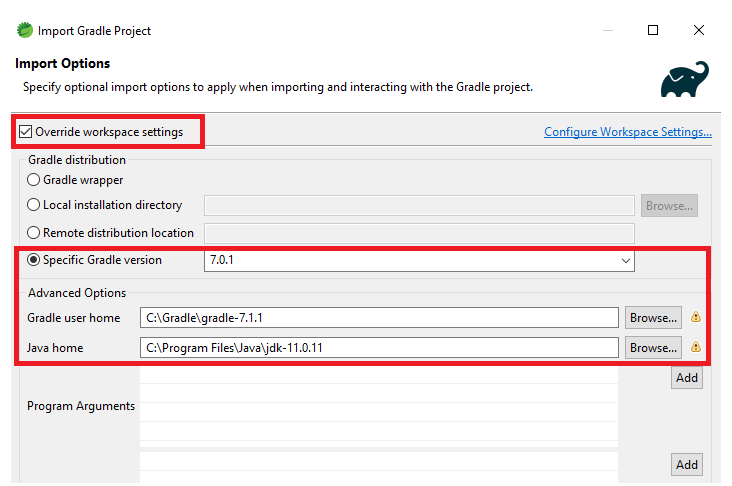 Import Gradle Project
Import Options
Specify optional import options to apply when importing and interacting with the Gradle project.
Override workspace settings
Configure Workspace Settings...
Gradle distribution
Gradle wrapper
Local installation directory
Browse...
Remote distribution location
Specific Gradle version
7.0.1
Advanced Options
Gradle user home
C:\Gradle\gradle-7.1.1
Browse...
Java home
C:\Program Files\Java\jdk-11.0.11
Browse...
Add
Program Arguments
Add